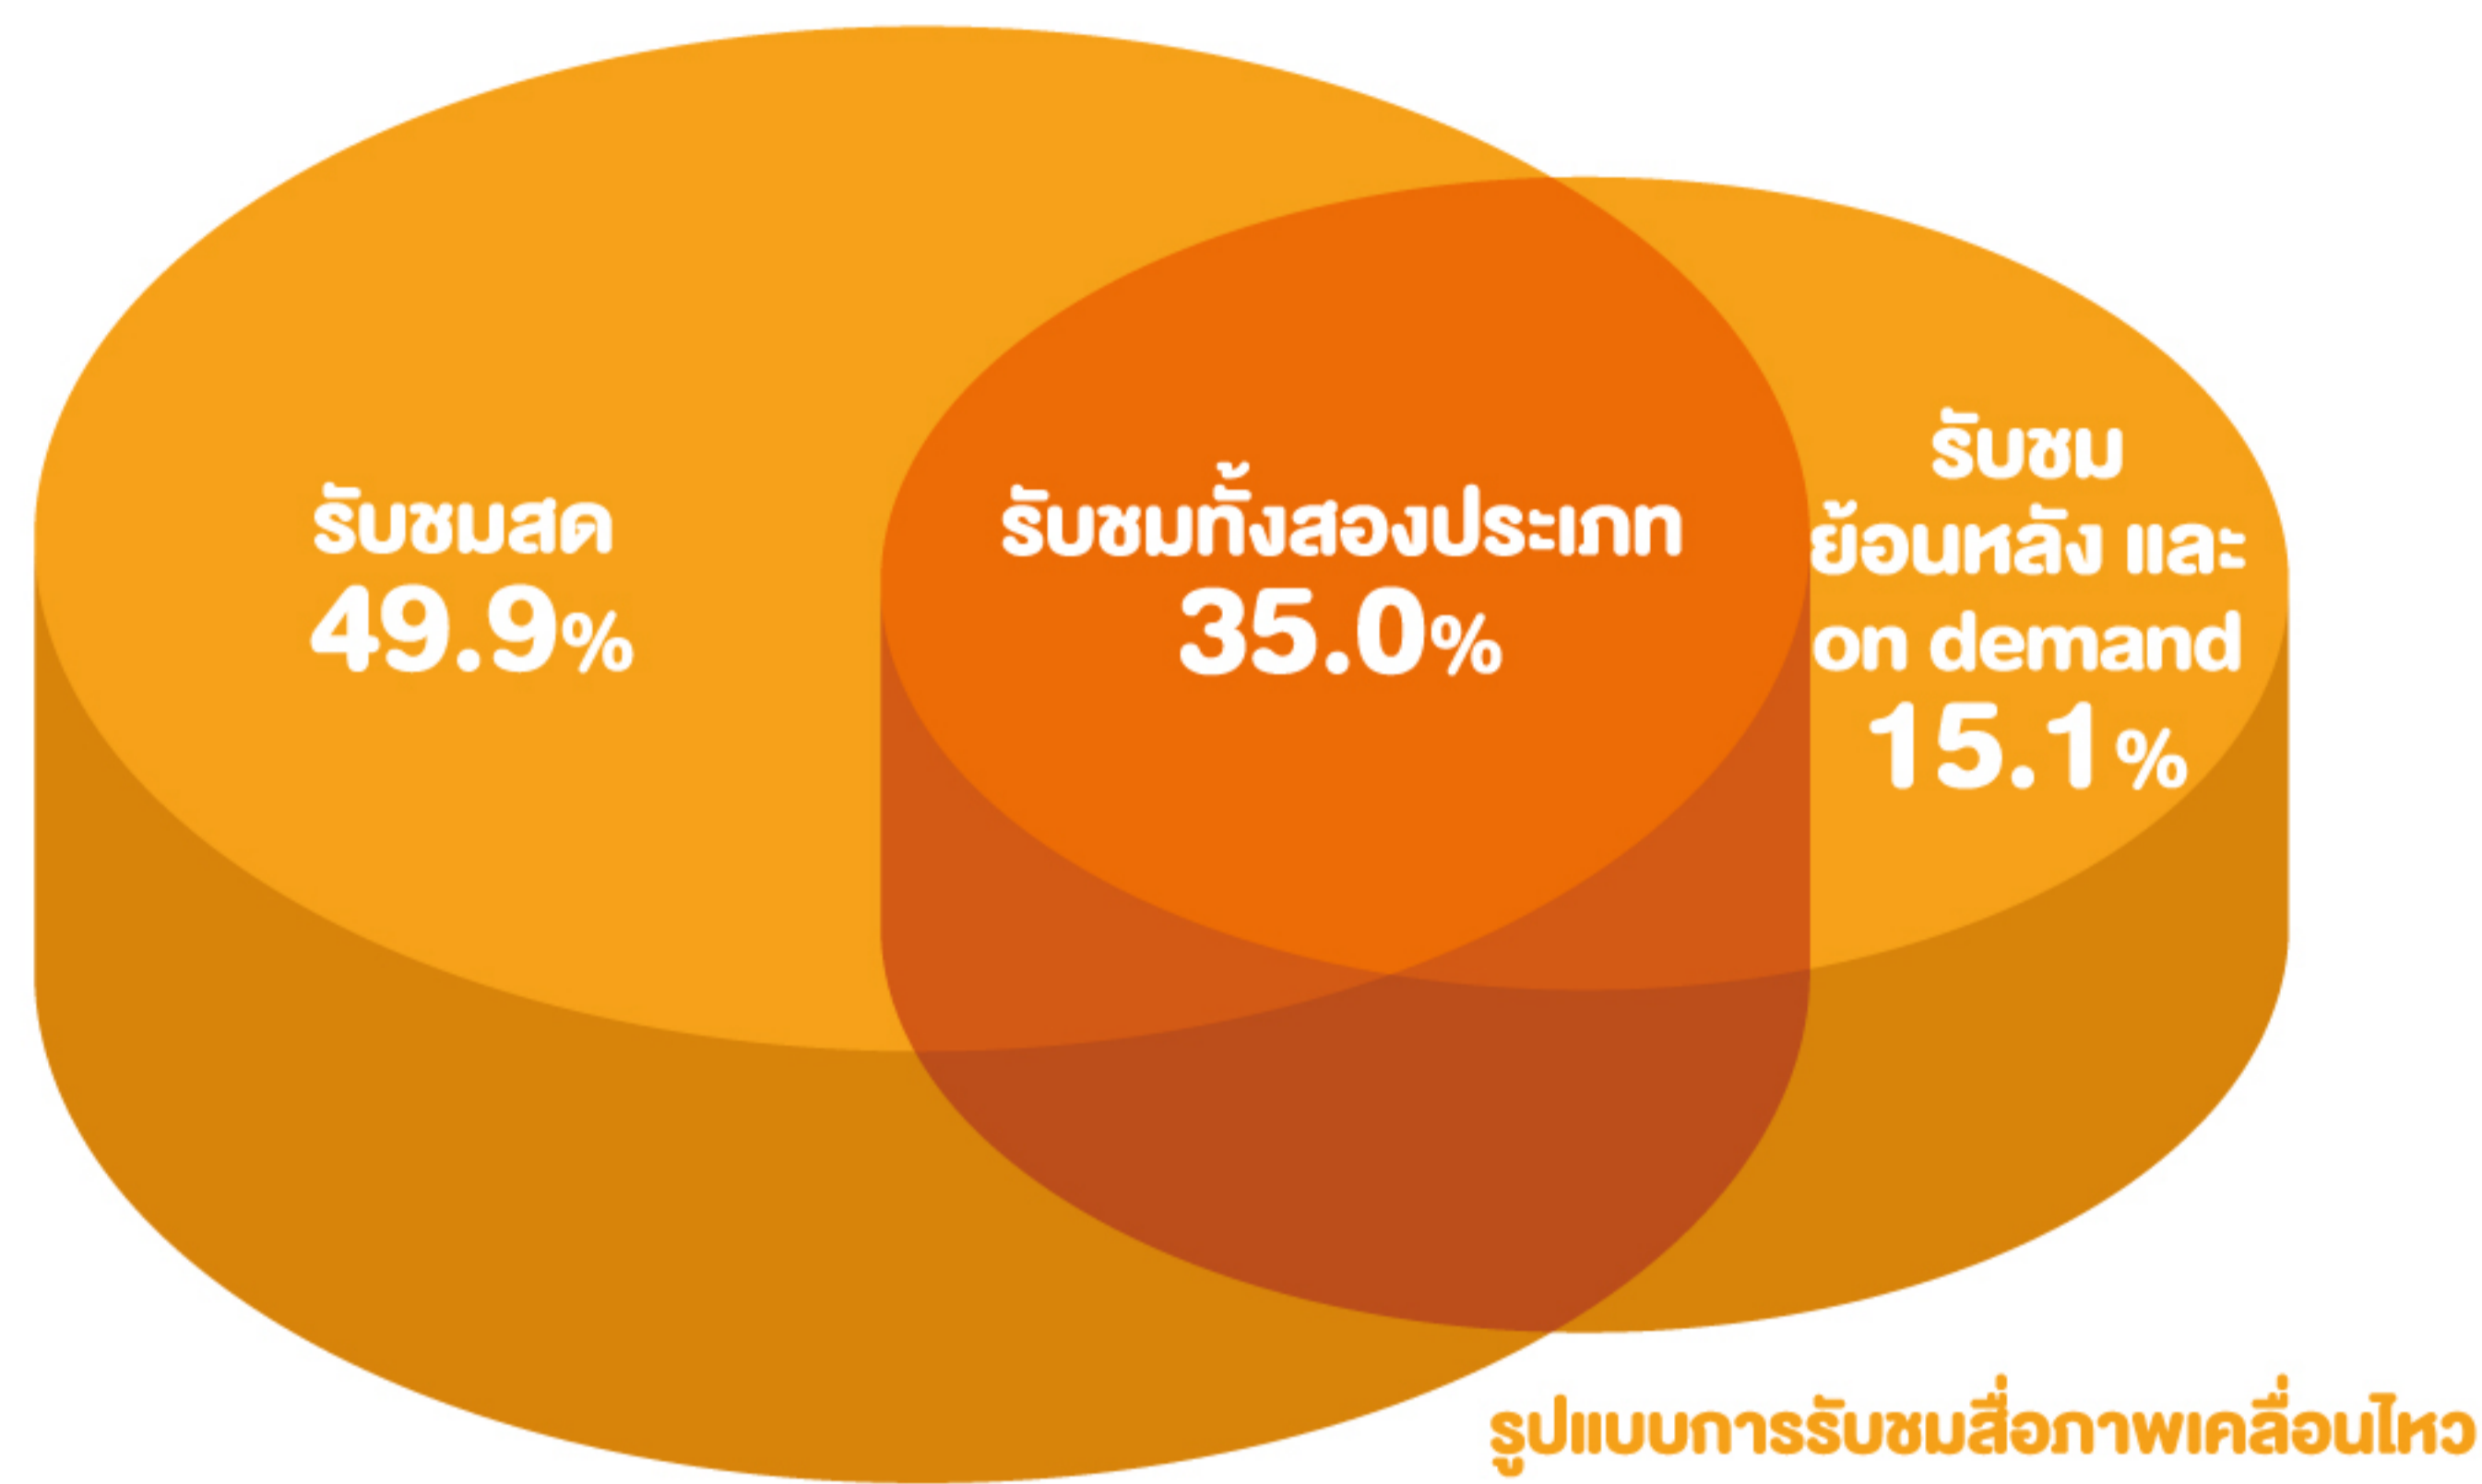 รับชมสด
49.9%
รับชมทั้งสองประเภท
35.0%
รับชม
ย้อนหลัง และ
on demand
15.1%
รูปแบบการรับชมสื่อภาพเคลื่อนไหว